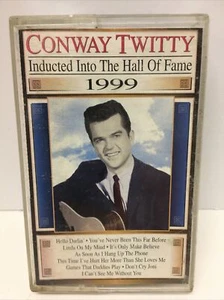 CONWAY TWITTY
Inducted Into The Hall Of Fame
1999
Hello Darlin' • You've Never Been This Far Before
Linda on My Mind • It's Only Make Believe
As Soon As I Hang Up The Phone
This Time I've Hurt Her More Than She Loves Me
Games That Daddies Play • Don't Cry Joni
I Can't See Me Without You